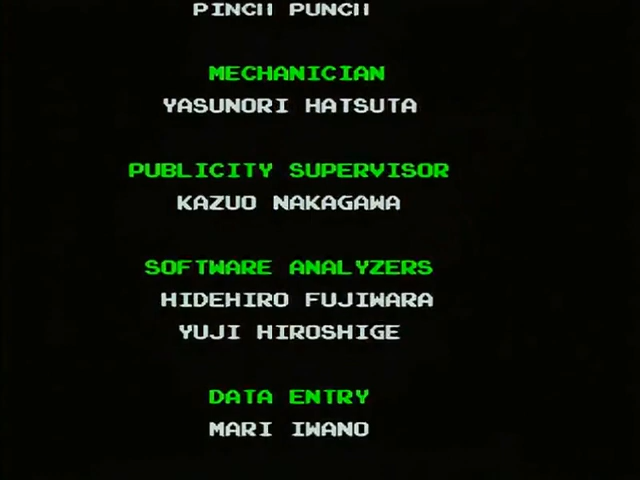 PINCH PUNCH
MECHANICIAN
YASUNORI HATSUTA
PUBLICITY SUPERVISOR
KAZUO NAKAGAWA
SOFTWARE ANALYZERS
HIDEHIRO FUJIWARA
YUJI HIROSHIGE
DATA ENTRY
MARI IWANO